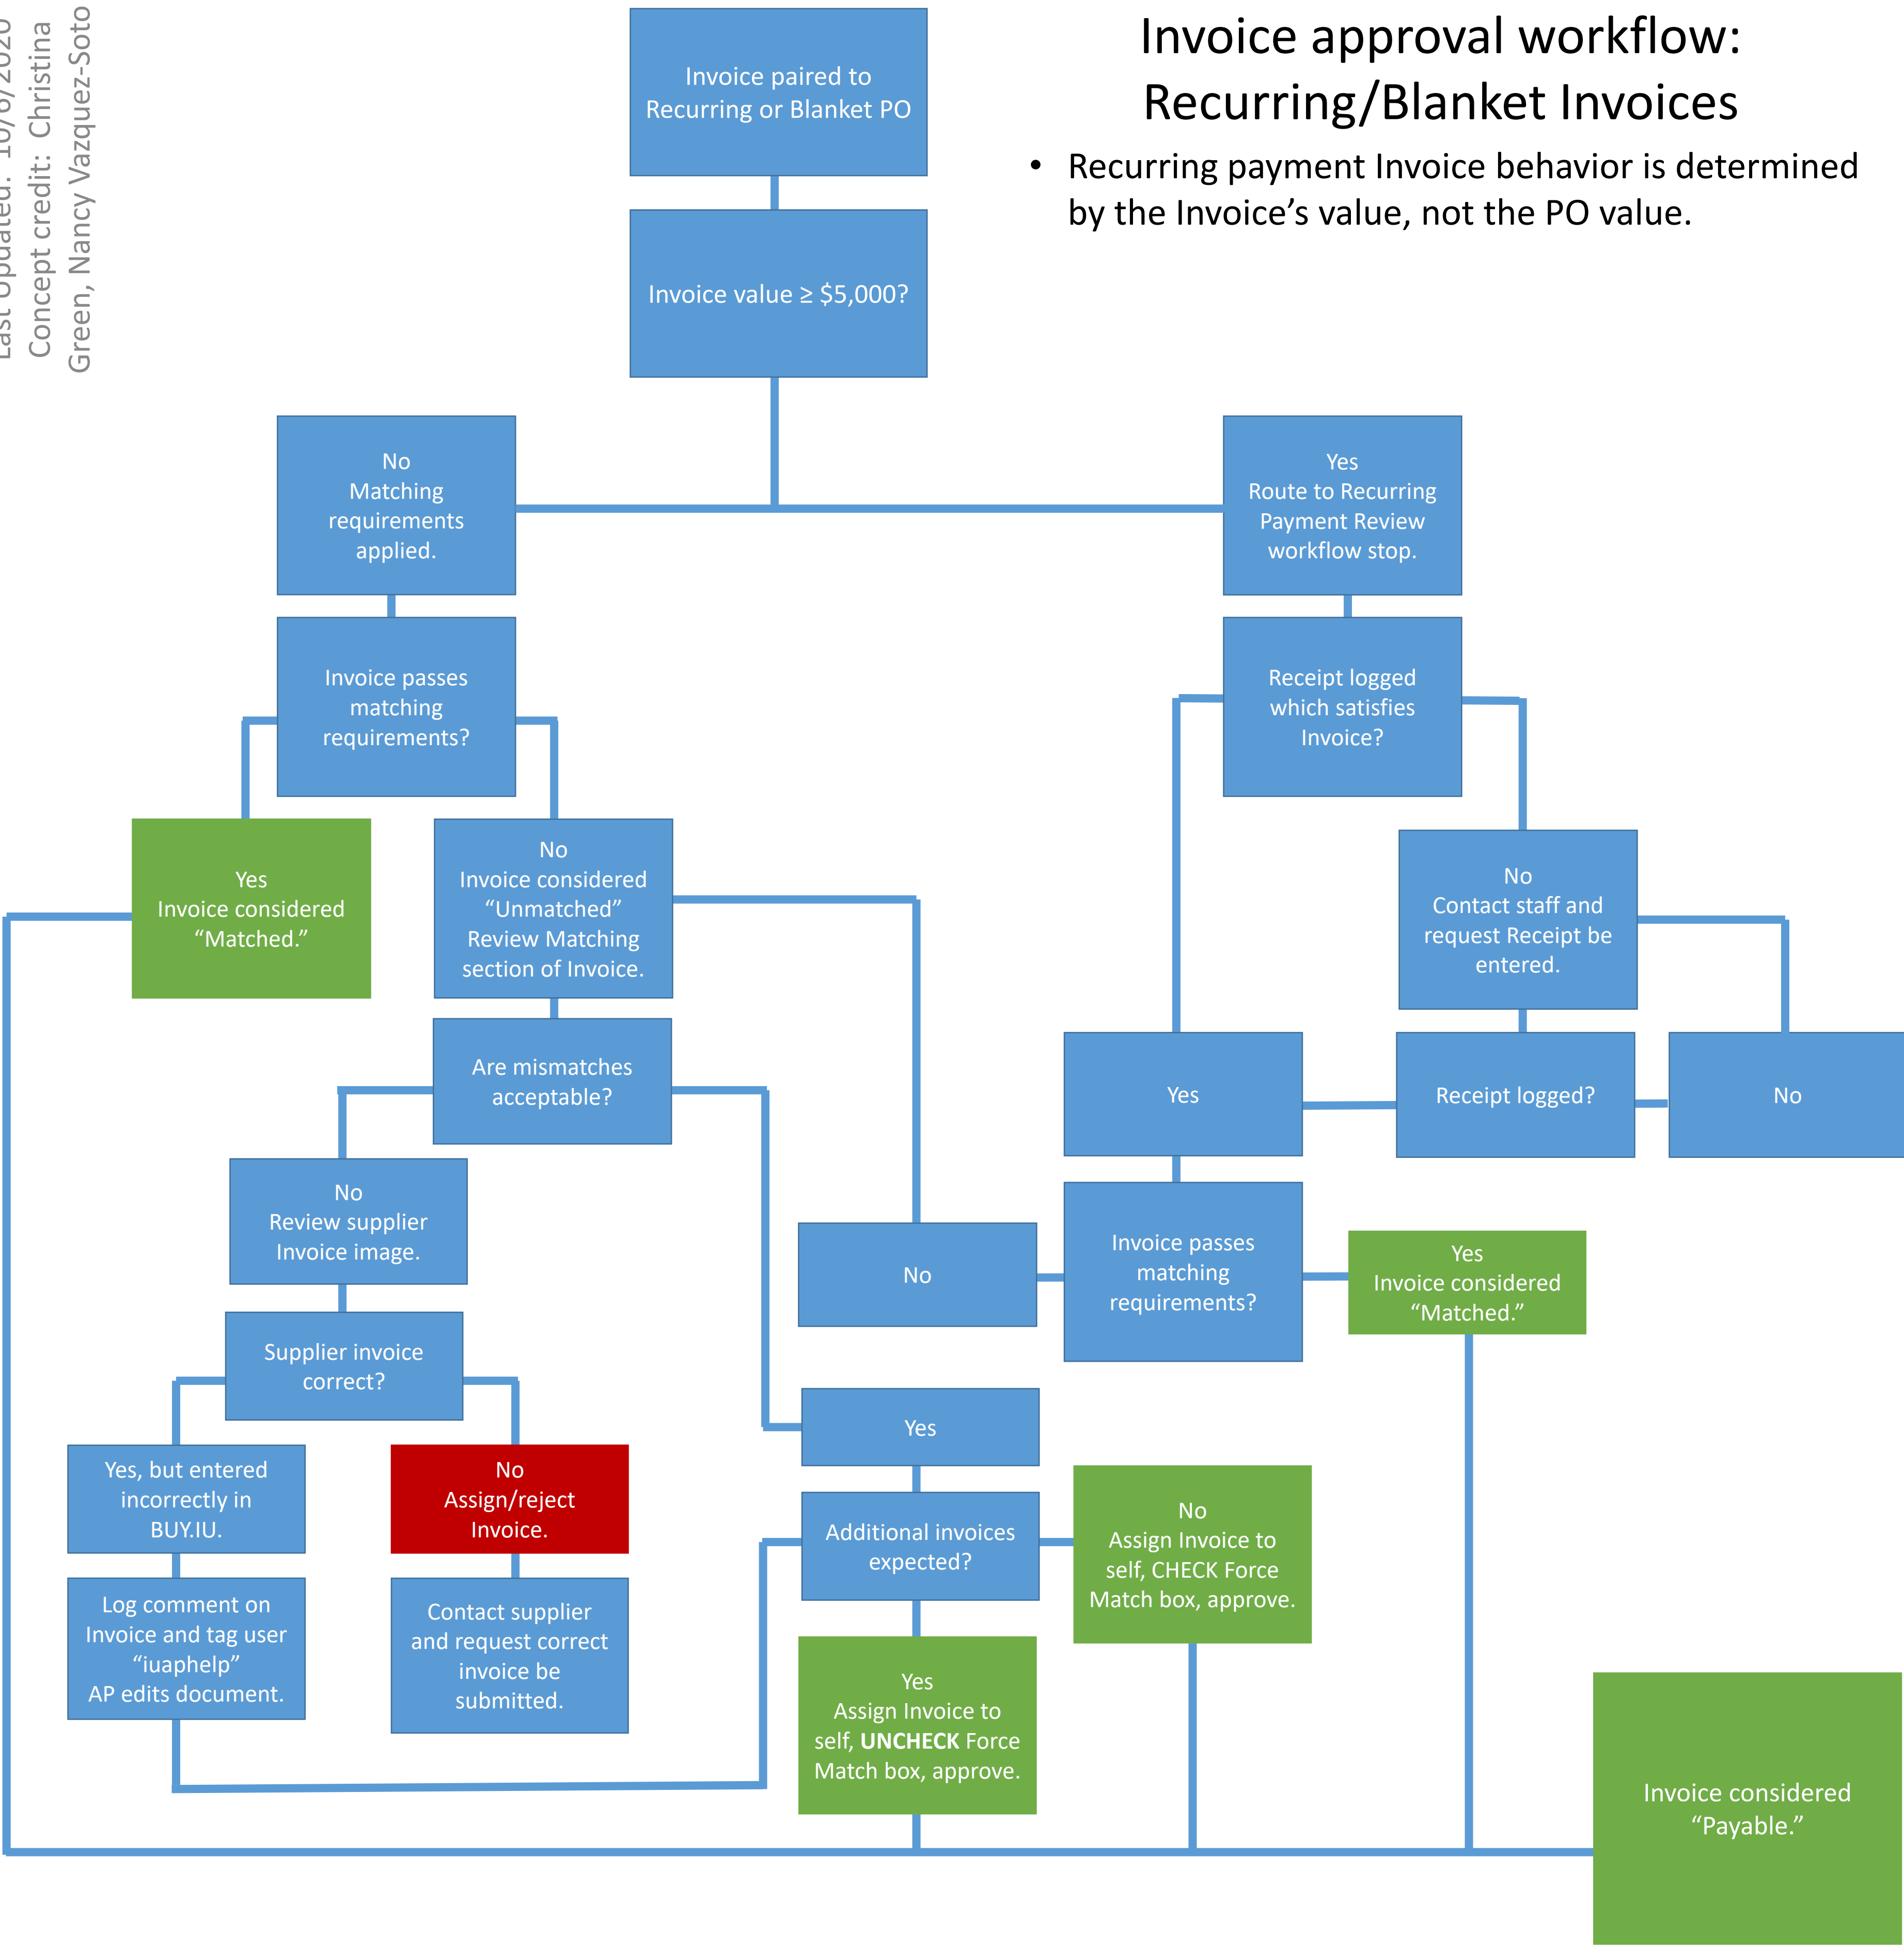 Last Updated: 10/6/2020
Concept credit: Christina
Green, Nancy Vazquez-Soto
Invoice approval workflow:
Recurring/Blanket Invoices
• Recurring payment Invoice behavior is determined
by the Invoice’s value, not the PO value.
Invoice paired to
Recurring or Blanket PO
Invoice value ≥ $5,000?
No
Matching
requirements
applied.
Yes
Route to Recurring
Payment Review
workflow stop.
Invoice passes
matching
requirements?
Receipt logged
which satisfies
Invoice?
Yes
Invoice considered
“Matched.”
No
Invoice considered
“Unmatched”
Review Matching
section of Invoice.
No
Contact staff and
request Receipt be
entered.
Are mismatches
acceptable?
Yes
Receipt logged?
No
No
Review supplier
Invoice image.
No
Invoice passes
matching
requirements?
Yes
Invoice considered
“Matched.”
Supplier invoice
correct?
Yes
Yes, but entered
incorrectly in
BUY.IU.
No
Assign/reject
Invoice.
Additional invoices
expected?
No
Assign Invoice to
self, CHECK Force
Match box, approve.
Log comment on
Invoice and tag user
“iuaphelp”
AP edits document.
Contact supplier
and request correct
invoice be
submitted.
Yes
Assign Invoice to
self, UNCHECK Force
Match box, approve.
Invoice considered
“Payable.”